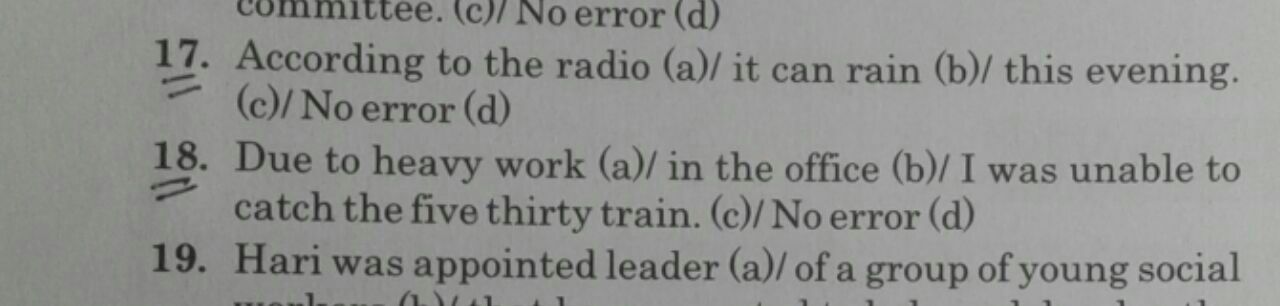 committee. (c)/ No error (d)
17. According to the radio (a)/ it can rain (b)/ this evening.
(c)/ No error (d)
18. Due to heavy work (a)/ in the office (b)/ I was unable to
catch the five thirty train. (c)/ No error (d)
19. Hari was appointed leader (a)/ of a group of young social